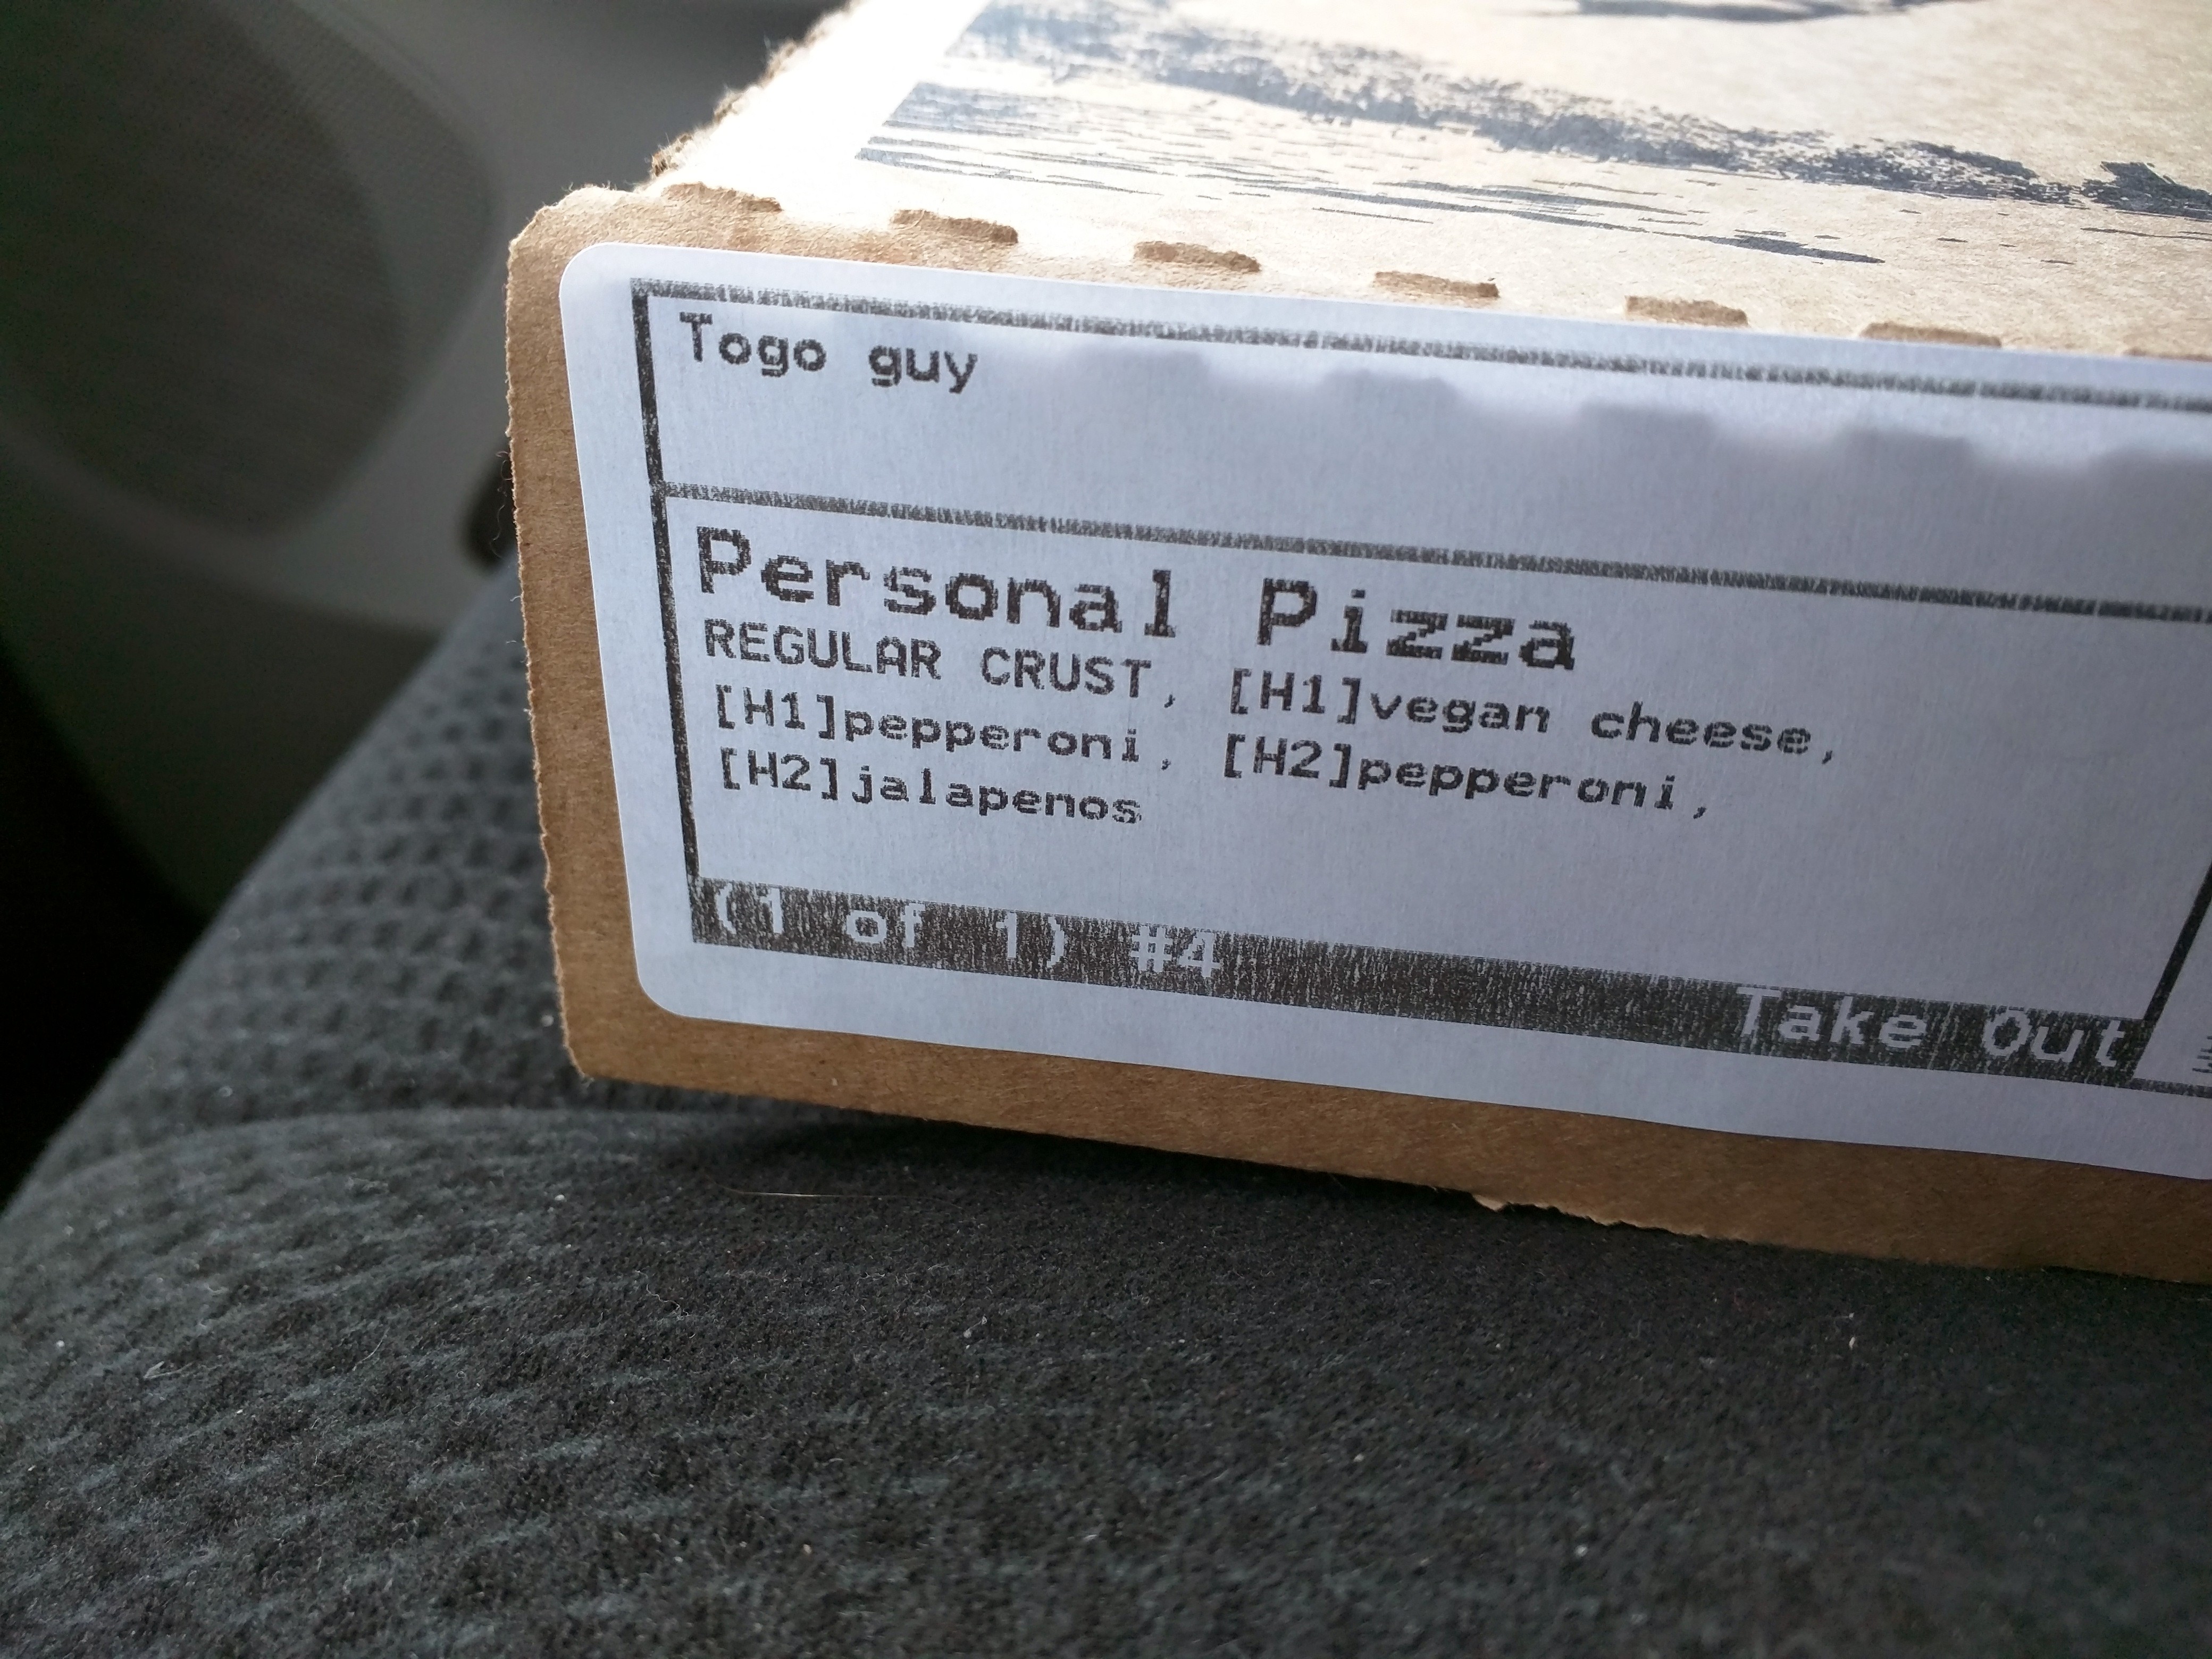 Togo guy
Personal Pizza
REGULAR CRUST, [H1]vegan cheese,
[H1]pepperoni, [H2]pepperoni,
[H2]jalapenos
(1 of 1) #4
Take Out